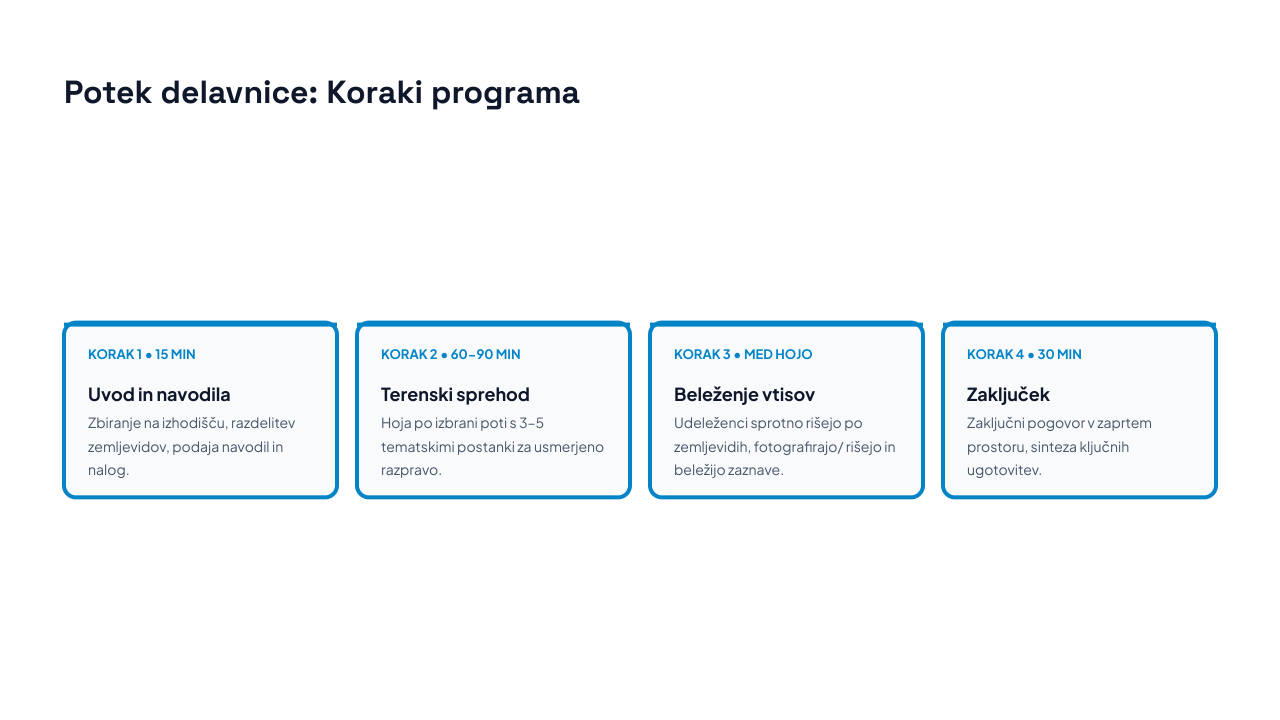 Potek delavnice: Koraki programa
KORAK 1 • 15 MIN
Uvod in navodila
Zbiranje na izhodišču, razdelitev
zemljevidov, podaja navodil in
nalog.
KORAK 2 • 60–90 MIN
Terenski sprehod
Hoja po izbrani poti s 3–5
tematskimi postanki za usmerjeno
razpravo.
KORAK 3 • MED HOJO
Beleženje vtisov
Udeleženci sprotno rišejo po
zemljevidih, fotografirajo/ rišejo in
beležijo zaznave.
KORAK 4 • 30 MIN
Zaključek
Zaključni pogovor v zaprtem
prostoru, sinteza ključnih
ugotovitev.